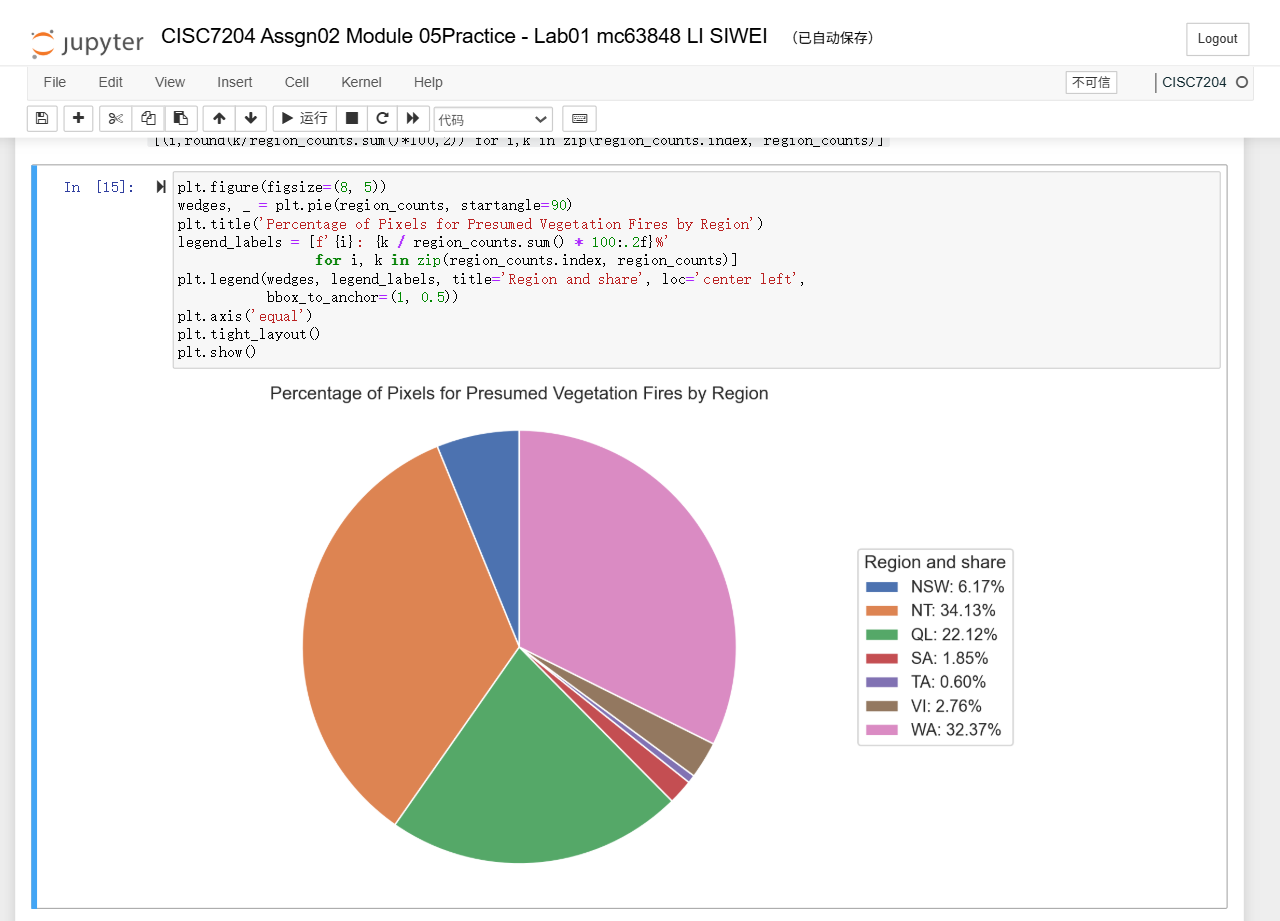 jupyter CISC7204 Assgn02 Module 05Practice - Lab01 mc63848 LI SIWEI (已自动保存) Logout
File Edit View Insert Cell Kernel Help 不可信 CISC7204
运行 代码
[(i,round(k/region_counts.sum()*100,2)) for i,k in zip(region_counts.index, region_counts)]
In [15]:
plt.figure(figsize=(8, 5))
wedges, _ = plt.pie(region_counts, startangle=90)
plt.title('Percentage of Pixels for Presumed Vegetation Fires by Region')
legend_labels = [f'{i}: {k / region_counts.sum() * 100:.2f}%'
for i, k in zip(region_counts.index, region_counts)]
plt.legend(wedges, legend_labels, title='Region and share', loc='center left',
bbox_to_anchor=(1, 0.5))
plt.axis('equal')
plt.tight_layout()
plt.show()
Percentage of Pixels for Presumed Vegetation Fires by Region
Region and share
NSW: 6.17%
NT: 34.13%
QL: 22.12%
SA: 1.85%
TA: 0.60%
VI: 2.76%
WA: 32.37%